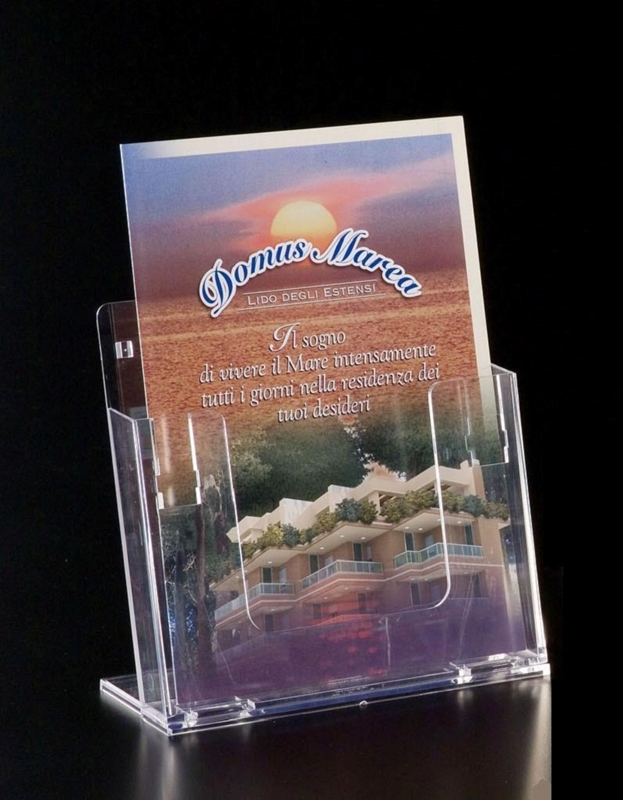 Domus Marea
LIDO DEGLI ESTENSI
Il sogno
di vivere il Mare intensamente
tutti i giorni nella residenza dei
tuoi desideri